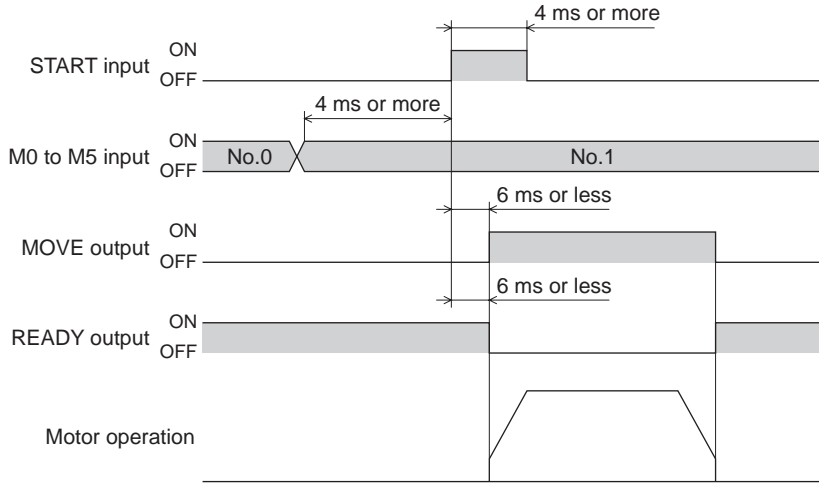 4 ms or more
START input
ON
OFF
4 ms or more
M0 to M5 input
ON
OFF
No.0
No.1
6 ms or less
MOVE output
ON
OFF
6 ms or less
READY output
ON
OFF
Motor operation